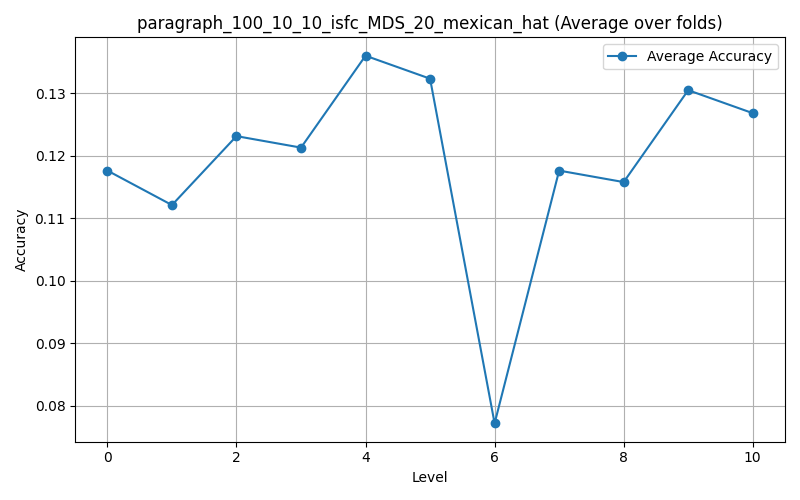 paragraph_100_10_10_isfc_MDS_20_mexican_hat (Average over folds)
Average Accuracy
0.13
0.12
0.11
0.10
0.09
0.08
Accuracy
0 2 4 6 8 10
Level